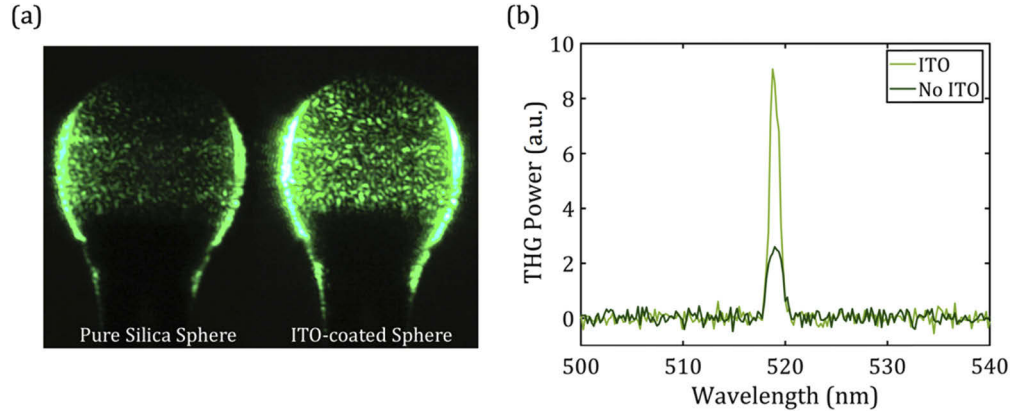 (a)
Pure Silica Sphere
ITO-coated Sphere
(b)
THG Power (a.u.)
10
8
6
4
2
0
ITO
No ITO
500
510
520
530
540
Wavelength (nm)